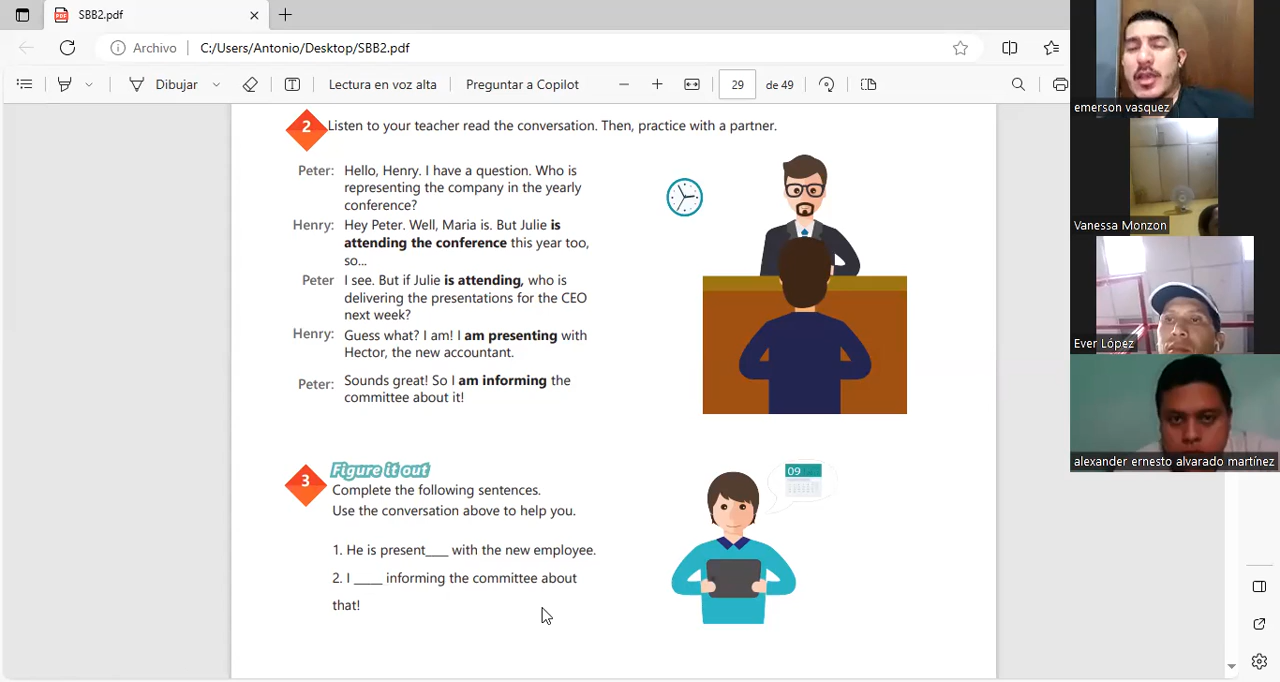 SBB2.pdf
Archivo
C:/Users/Antonio/Desktop/SBB2.pdf
Dibujar
Lectura en voz alta
Preguntar a Copilot
29
de 49
2 Listen to your teacher read the conversation. Then, practice with a partner.
Peter: Hello, Henry. I have a question. Who is
representing the company in the yearly
conference?
Henry: Hey Peter. Well, Maria is. But Julie is
attending the conference this year too,
so...
Peter I see. But if Julie is attending, who is
delivering the presentations for the CEO
next week?
Henry: Guess what? I am! I am presenting with
Hector, the new accountant.
Peter: Sounds great! So I am informing the
committee about it!
3 Figure it out
Complete the following sentences.
Use the conversation above to help you.
1. He is present___ with the new employee.
2. I ____ informing the committee about
that!
09
emerson vasquez
Vanessa Monzon
Ever López
alexander ernesto alvarado martínez